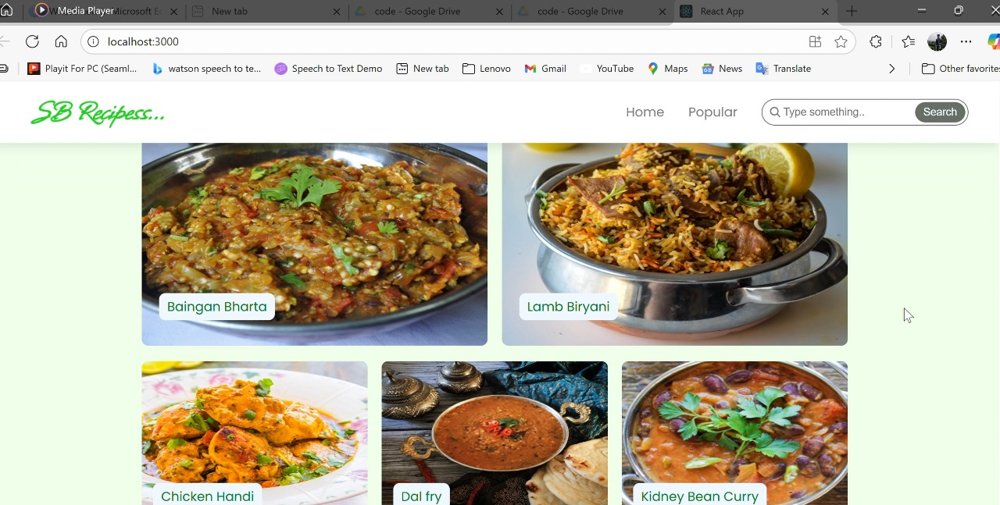 Media Player
Microsoft Ed
New tab
code - Google Drive
code - Google Drive
React App
localhost:3000
Playit For PC (Seaml...
watson speech to te...
Speech to Text Demo
New tab
Lenovo
Gmail
YouTube
Maps
News
Translate
Other favorites
SB Recipess...
Home
Popular
Type something..
Search
Baingan Bharta
Lamb Biryani
Chicken Handi
Dal fry
Kidney Bean Curry